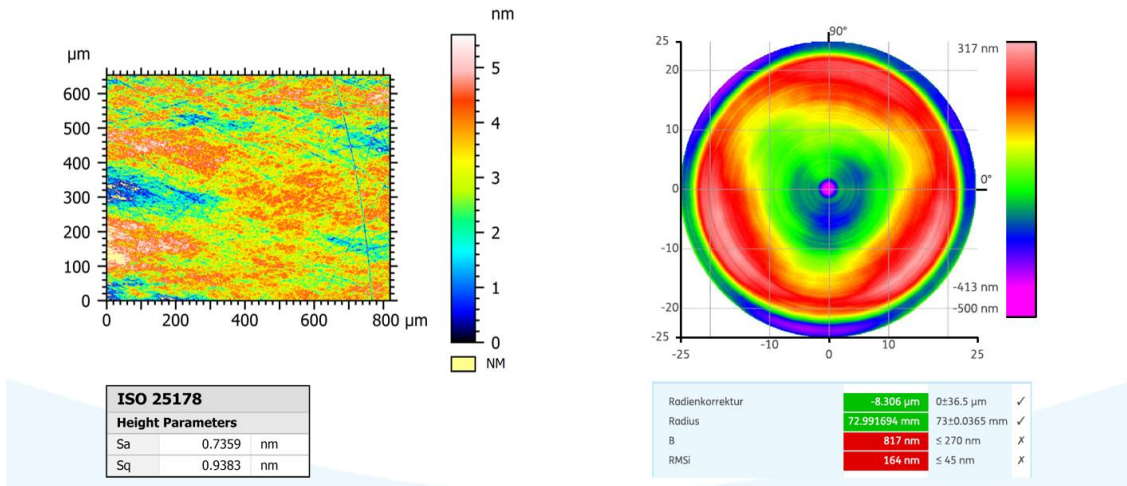 nm
µm
5
4
3
2
1
0
NM
600
500
400
300
200
100
0
0 200 400 600 800 µm
ISO 25178
Height Parameters
Sa 0.7359 nm
Sq 0.9383 nm
90°
25
20
10
0
-10
-20
-25
0°
-25 -10 0 10 25
317 nm
-413 nm
-500 nm
Radienkorrektur -8.306 µm 0±36.5 µm ✓
Radius 72.991694 mm 73±0.0365 mm ✓
B 817 nm ≤ 270 nm ✗
RMSi 164 nm ≤ 45 nm ✗